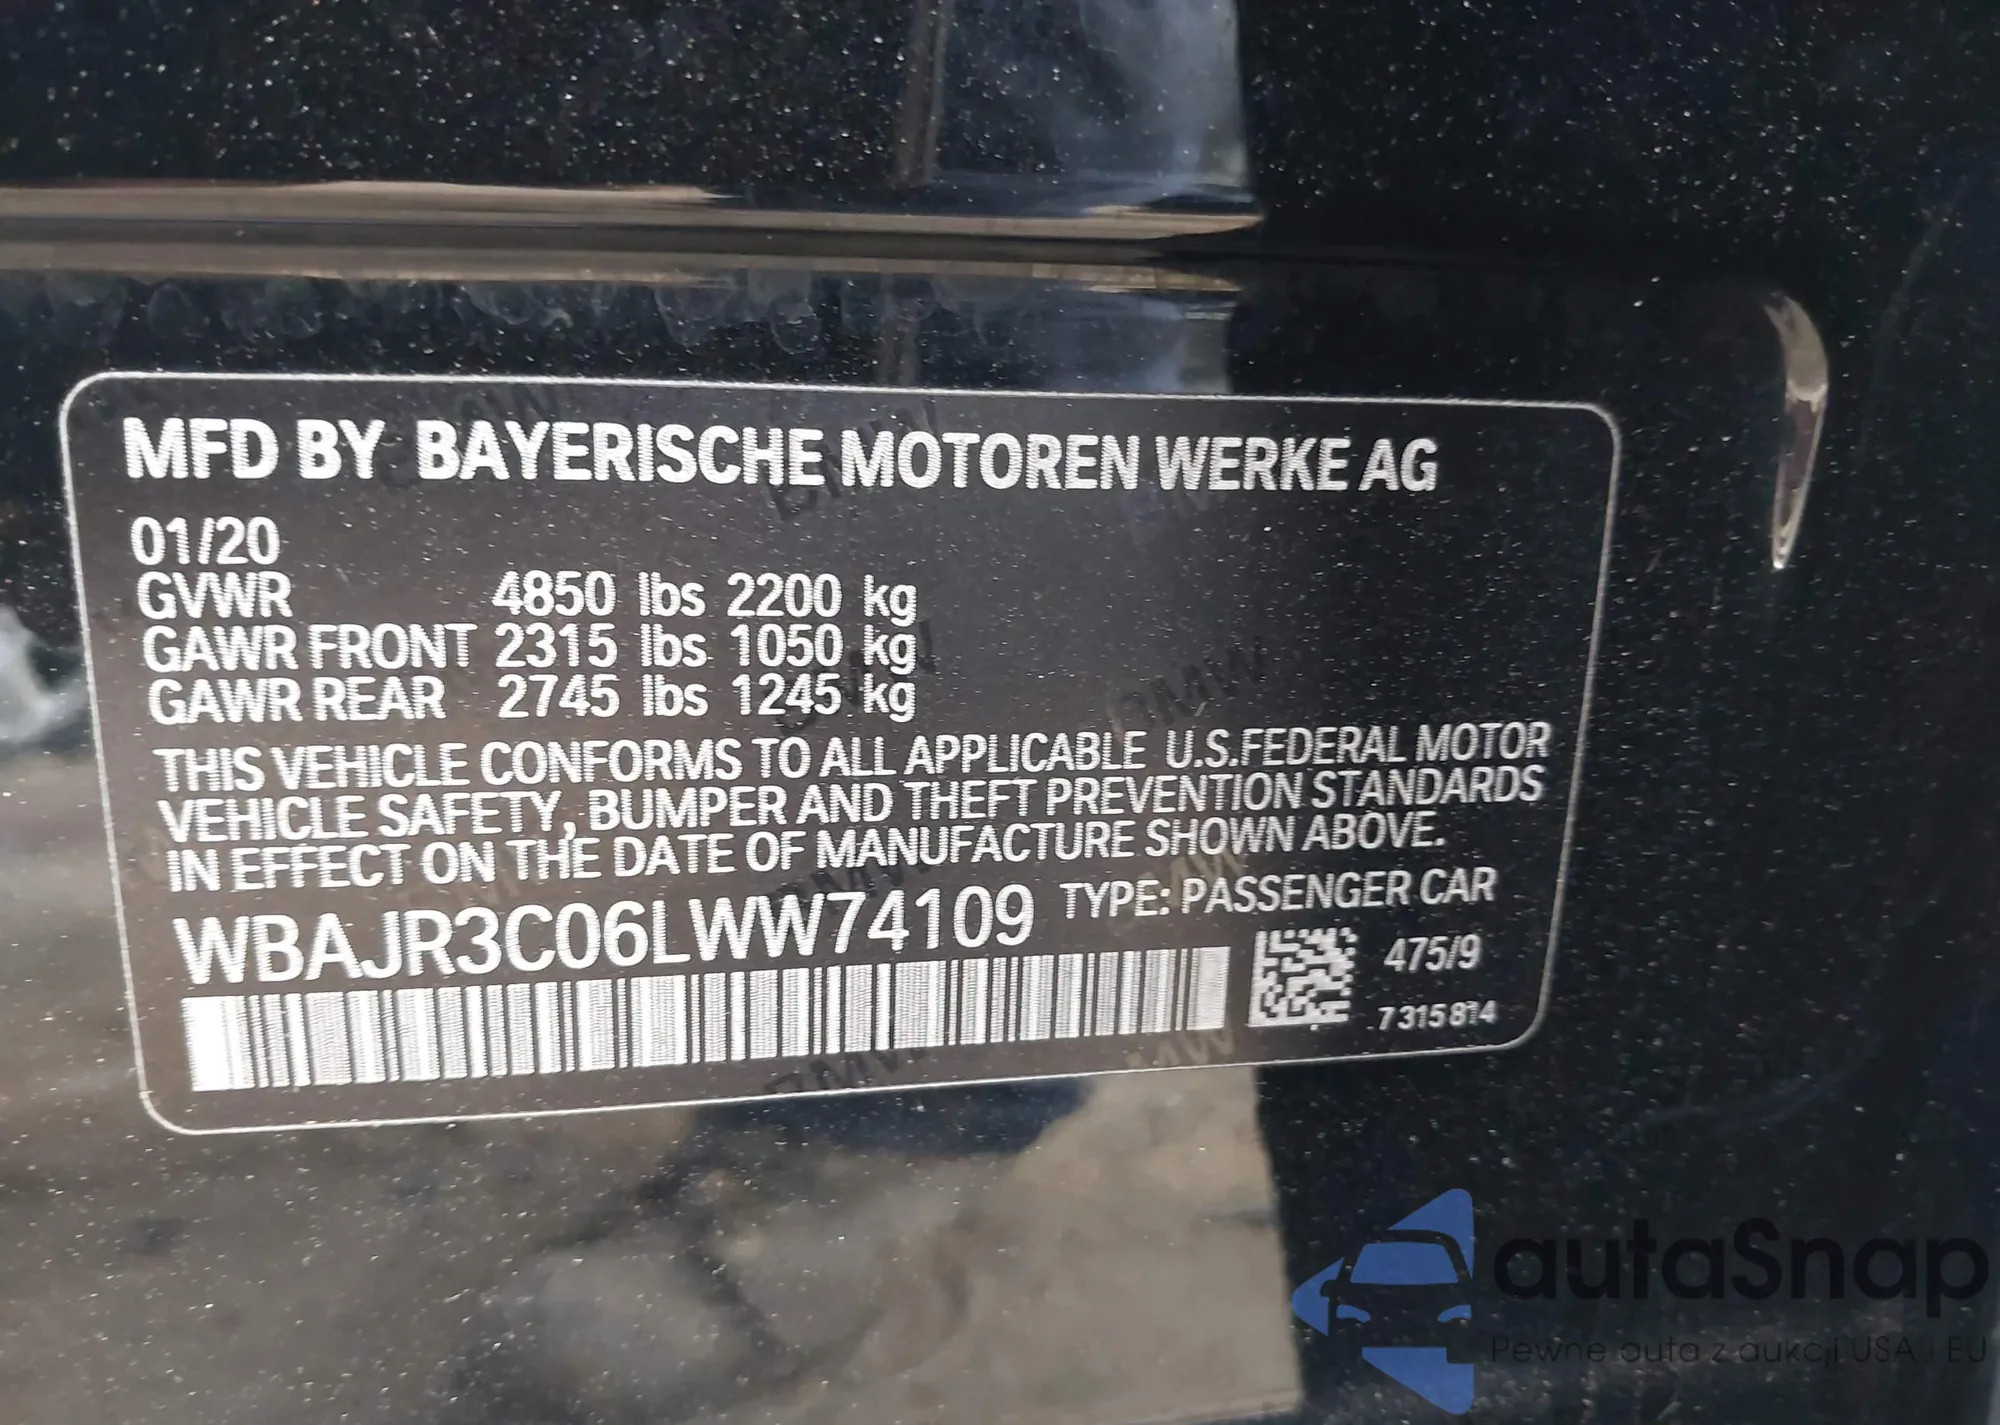 MFD BY BAYERISCHE MOTOREN WERKE AG
01/20
GVWR 4850 lbs 2200 kg
GAWR FRONT 2315 lbs 1050 kg
GAWR REAR 2745 lbs 1245 kg
THIS VEHICLE CONFORMS TO ALL APPLICABLE U.S.FEDERAL MOTOR
VEHICLE SAFETY, BUMPER AND THEFT PREVENTION STANDARDS
IN EFFECT ON THE DATE OF MANUFACTURE SHOWN ABOVE.
WBAJR3C06LWW74109 TYPE: PASSENGER CAR
475/9
7315814
autaSnap
Pewne auta z aukcji USA i EU